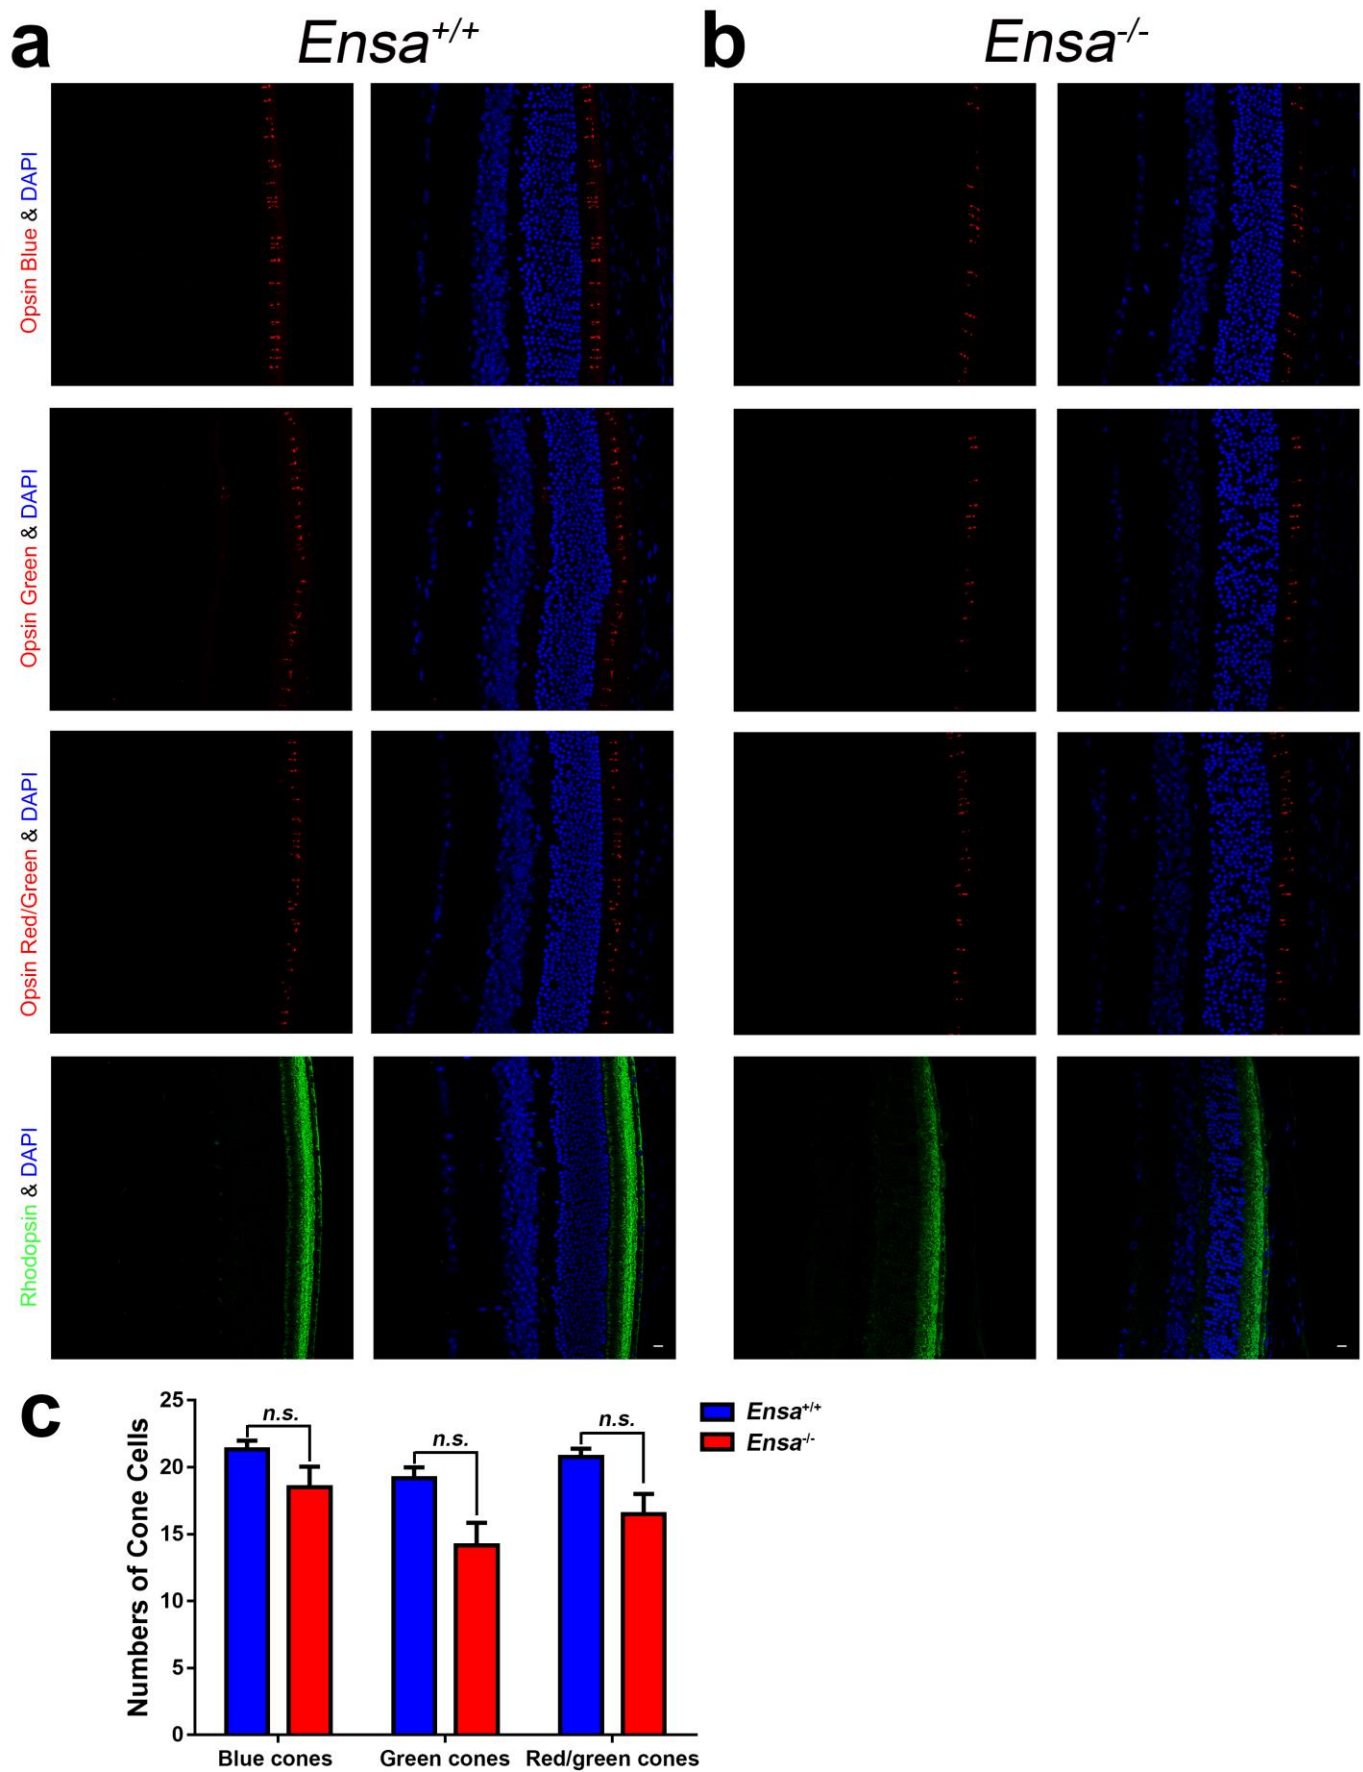 a
Ensa+/+
b
Ensa-/-
Opsin Blue & DAPI
Opsin Green & DAPI
Opsin Red/Green & DAPI
Rhodopsin & DAPI
c
Numbers of Cone Cells
25
20
15
10
5
0
n.s.
n.s.
n.s.
Blue cones
Green cones
Red/green cones
Ensa+/+
Ensa-/-